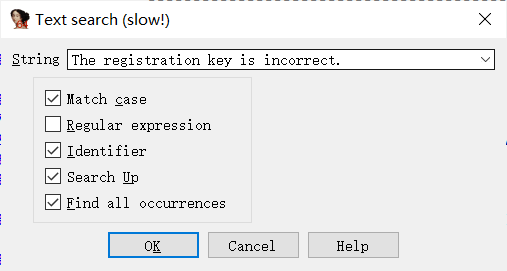 Text search (slow!)
String The registration key is incorrect.
Match case
Regular expression
Identifier
Search Up
Find all occurrences
OK Cancel Help